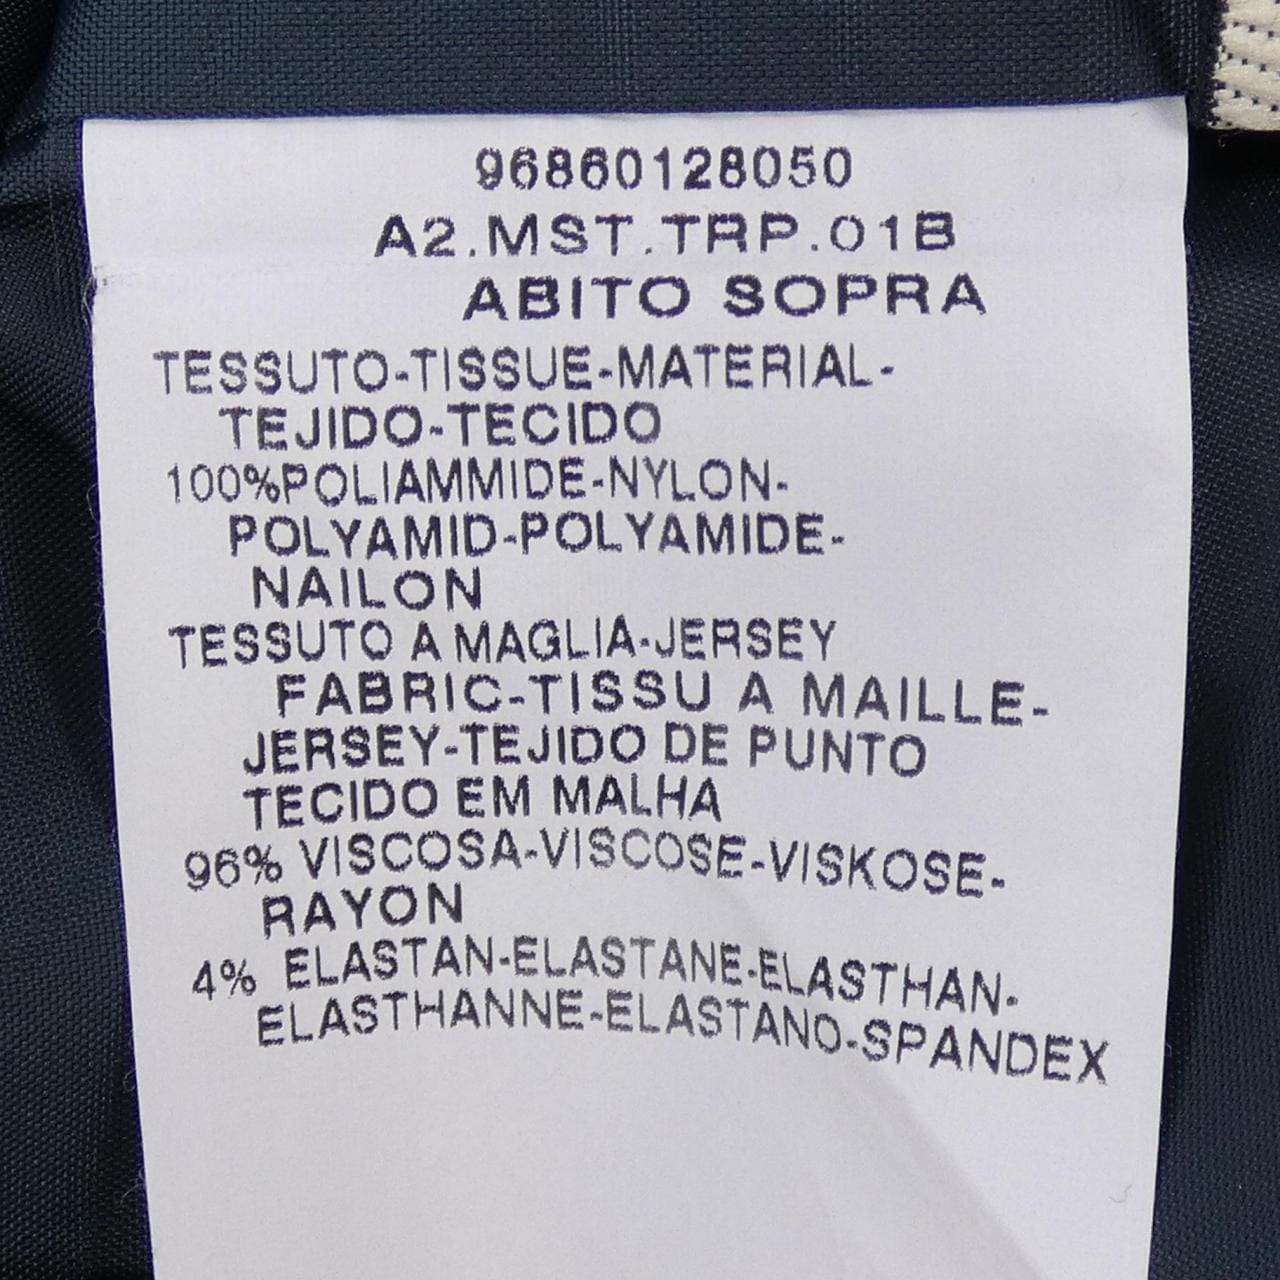 96860128050
A2.MST.TRP.01B
ABITO SOPRA
TESSUTO-TISSUE-MATERIAL-
TEJIDO-TECIDO
100%POLIAMMIDE-NYLON-
POLYAMID-POLYAMIDE-
NAILON
TESSUTO A MAGLIA-JERSEY
FABRIC-TISSU A MAILLE-
JERSEY-TEJIDO DE PUNTO
TECIDO EM MALHA
96% VISCOSA-VISCOSE-VISKOSE-
RAYON
4% ELASTAN-ELASTANE-ELASTHAN-
ELASTHANNE-ELASTANO-SPANDEX